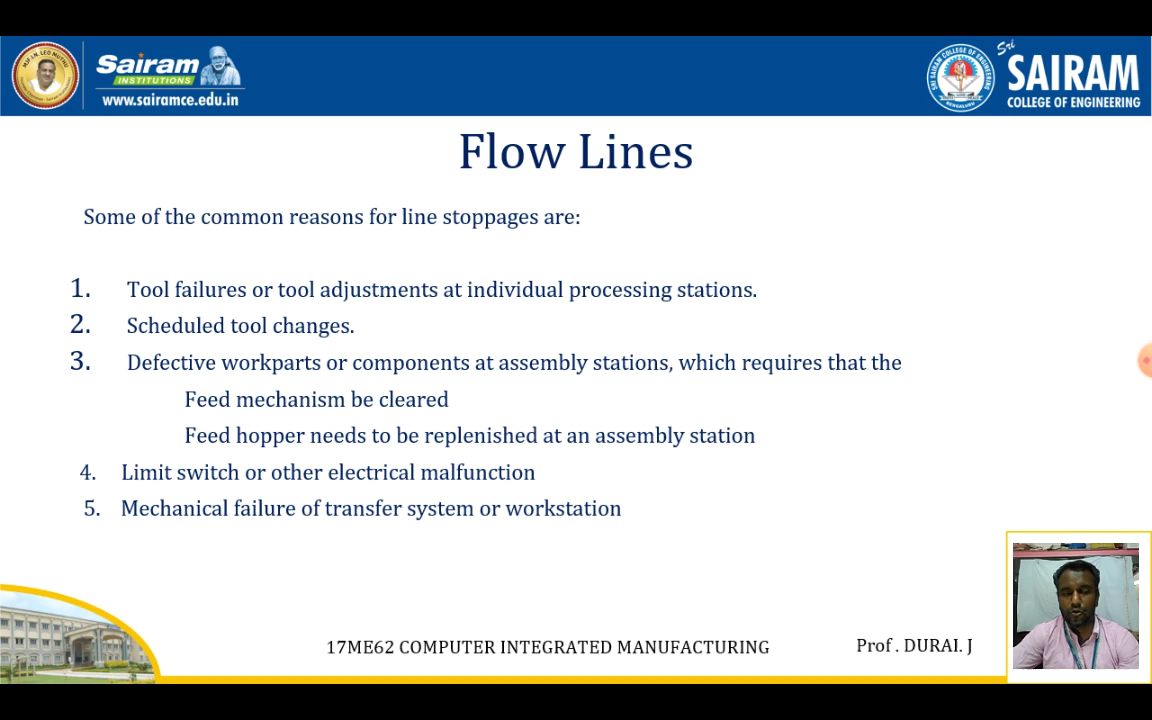 Sairam
INSTITUTIONS
www.sairamce.edu.in
Sri
SAIRAM
COLLEGE OF ENGINEERING
Flow Lines
Some of the common reasons for line stoppages are:
1. Tool failures or tool adjustments at individual processing stations.
2. Scheduled tool changes.
3. Defective workparts or components at assembly stations, which requires that the
Feed mechanism be cleared
Feed hopper needs to be replenished at an assembly station
4. Limit switch or other electrical malfunction
5. Mechanical failure of transfer system or workstation
17ME62 COMPUTER INTEGRATED MANUFACTURING
Prof . DURAI. J